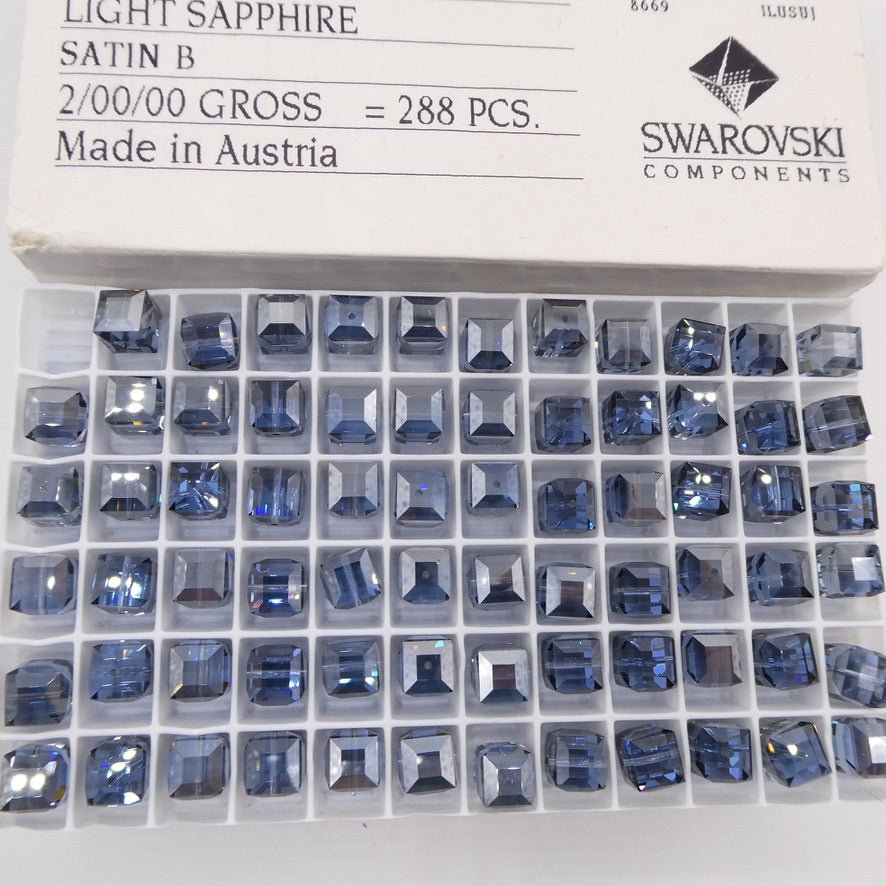 LIGHT SAPPHIRE
SATIN B
2/00/00 GROSS = 288 PCS.
Made in Austria
8669
SWAROVSKI
COMPONENTS